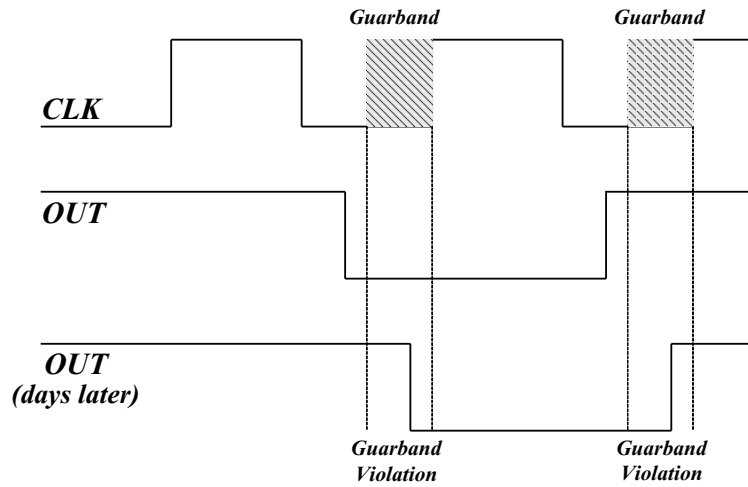 Guarband
Guarband
CLK
OUT
OUT
(days later)
Guarband
Violation
Guarband
Violation